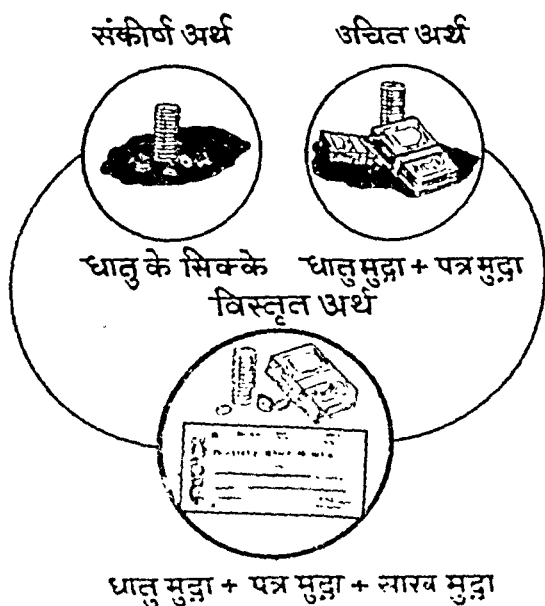 संकीर्ण अर्थ
उचित अर्थ
धातु के सिक्के
धातु मुद्रा + पत्र मुद्रा
विस्तृत अर्थ
धातु मुद्रा + पत्र मुद्रा + साख मुद्रा